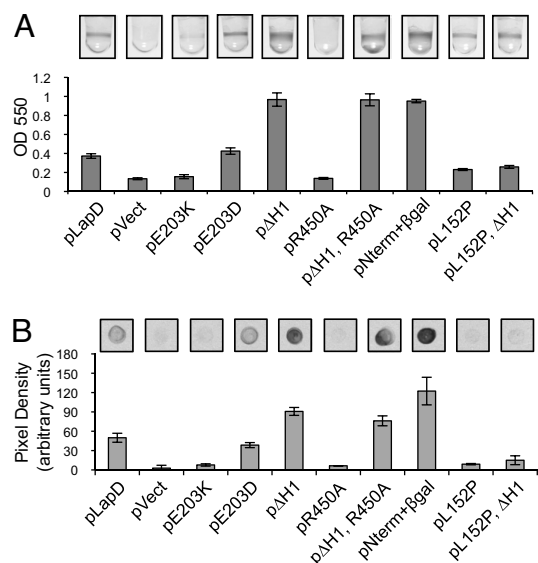 A
OD 550
1.2
1
0.8
0.6
0.4
0.2
0
pLapD
pVect
pE203K
pE203D
pΔH1
pR450A
pΔH1, R450A
pNterm+βgal
pL152P
pL152P, ΔH1
B
Pixel Density
(arbitrary units)
180
150
120
90
60
30
0
pLapD
pVect
pE203K
pE203D
pΔH1
pR450A
pΔH1, R450A
pNterm+βgal
pL152P
pL152P, ΔH1